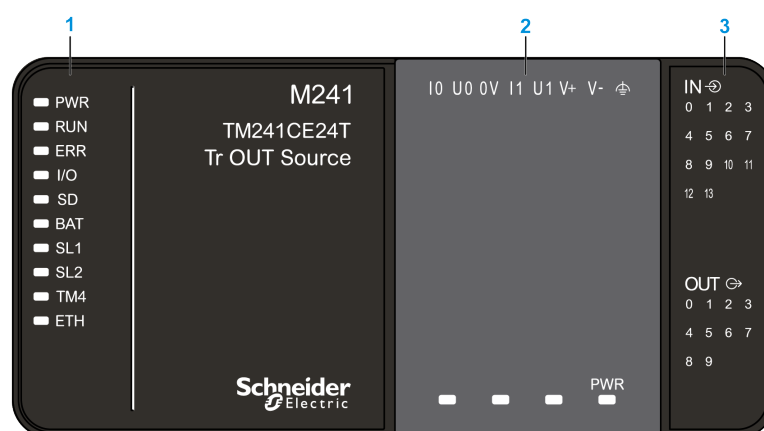 1
2
3
PWR
RUN
ERR
I/O
SD
BAT
SL1
SL2
TM4
ETH
M241
TM241CE24T
Tr OUT Source
Schneider
Electric
I0 U0 0V I1 U1 V+ V-
PWR
IN
0 1 2 3
4 5 6 7
8 9 10 11
12 13
OUT
0 1 2 3
4 5 6 7
8 9